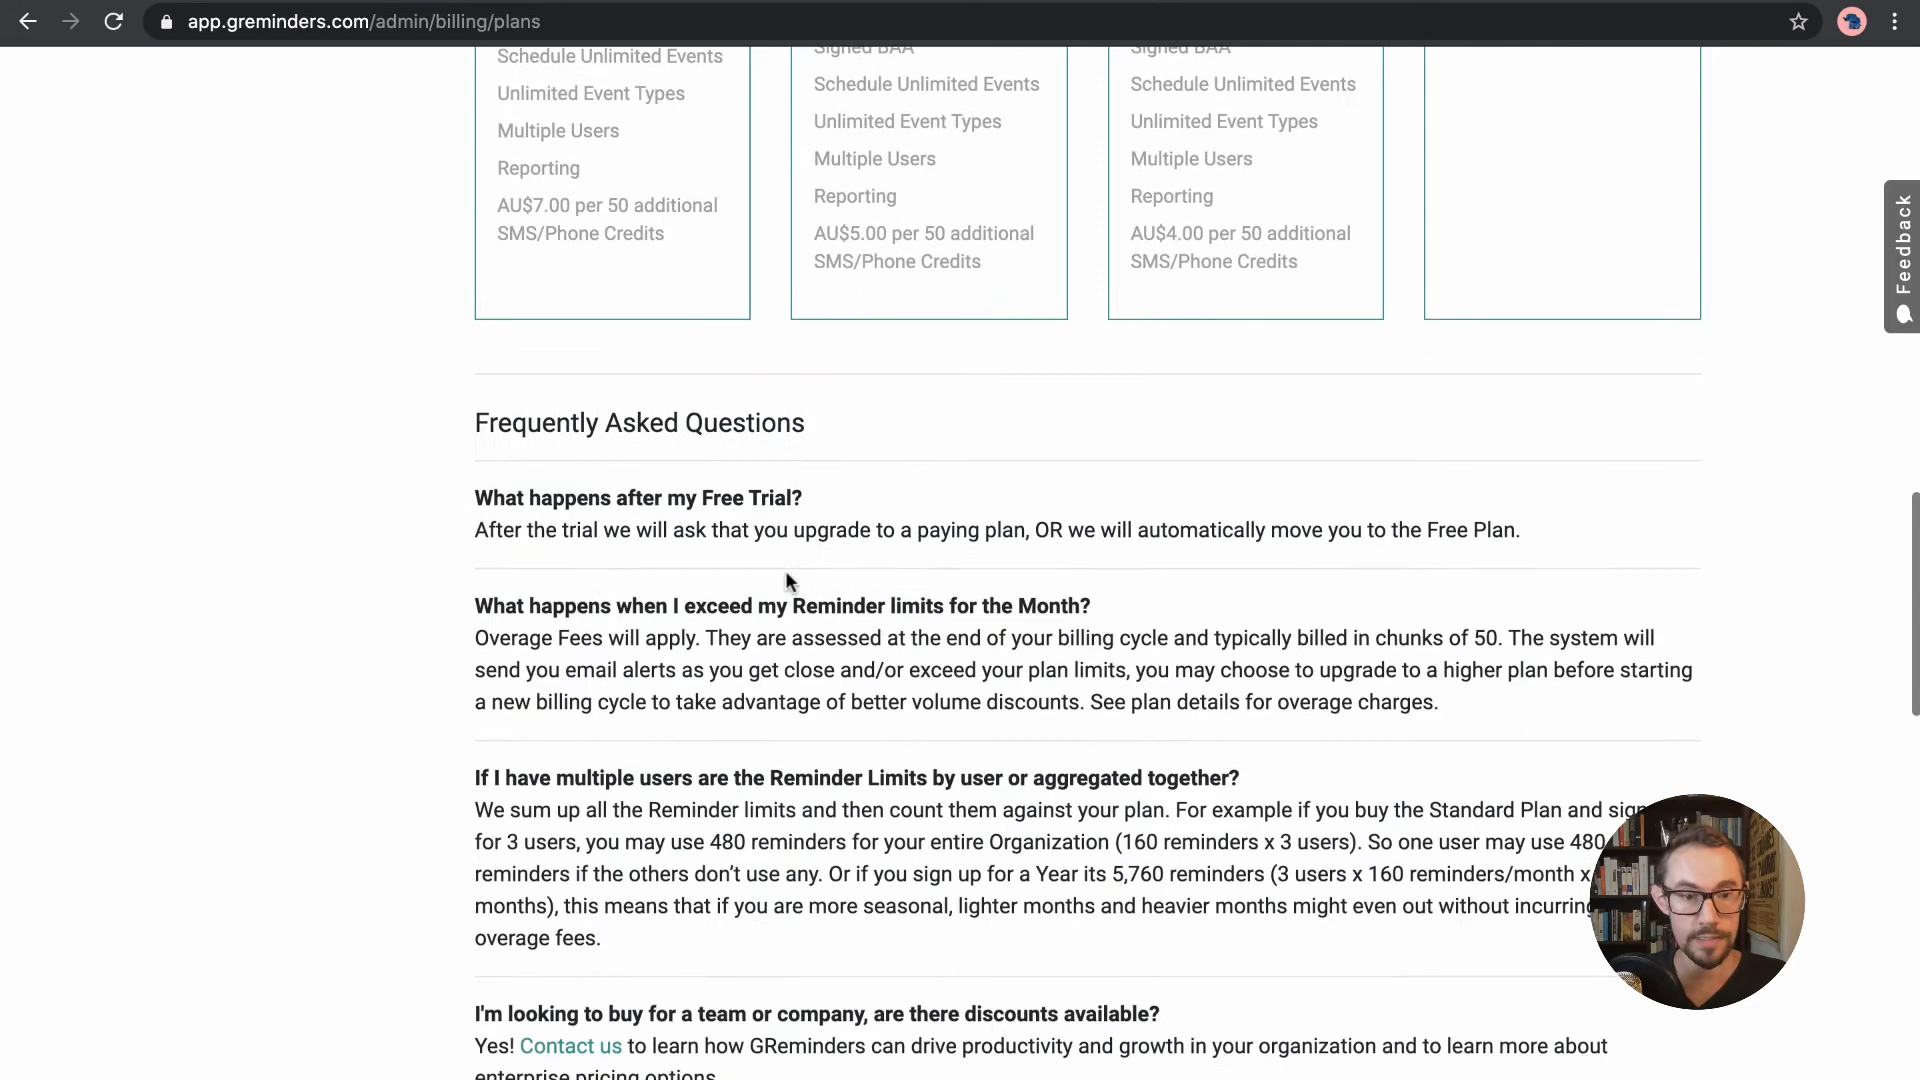 app.greminders.com/admin/billing/plans
Schedule Unlimited Events
Unlimited Event Types
Multiple Users
Reporting
AU$7.00 per 50 additional
SMS/Phone Credits
Signed BAA
Schedule Unlimited Events
Unlimited Event Types
Multiple Users
Reporting
AU$5.00 per 50 additional
SMS/Phone Credits
Signed BAA
Schedule Unlimited Events
Unlimited Event Types
Multiple Users
Reporting
AU$4.00 per 50 additional
SMS/Phone Credits
Feedback
Frequently Asked Questions
What happens after my Free Trial?
After the trial we will ask that you upgrade to a paying plan, OR we will automatically move you to the Free Plan.
What happens when I exceed my Reminder limits for the Month?
Overage Fees will apply. They are assessed at the end of your billing cycle and typically billed in chunks of 50. The system will
send you email alerts as you get close and/or exceed your plan limits, you may choose to upgrade to a higher plan before starting
a new billing cycle to take advantage of better volume discounts. See plan details for overage charges.
If I have multiple users are the Reminder Limits by user or aggregated together?
We sum up all the Reminder limits and then count them against your plan. For example if you buy the Standard Plan and
for 3 users, you may use 480 reminders for your entire Organization (160 reminders x 3 users). So one user may use 480
reminders if the others don't use any. Or if you sign up for a Year its 5,760 reminders (3 users x 160 reminders/month x
months), this means that if you are more seasonal, lighter months and heavier months might even out without incurring
overage fees.
I'm looking to buy for a team or company, are there discounts available?
Yes! Contact us to learn how GReminders can drive productivity and growth in your organization and to learn more about
enterprise pricing options.